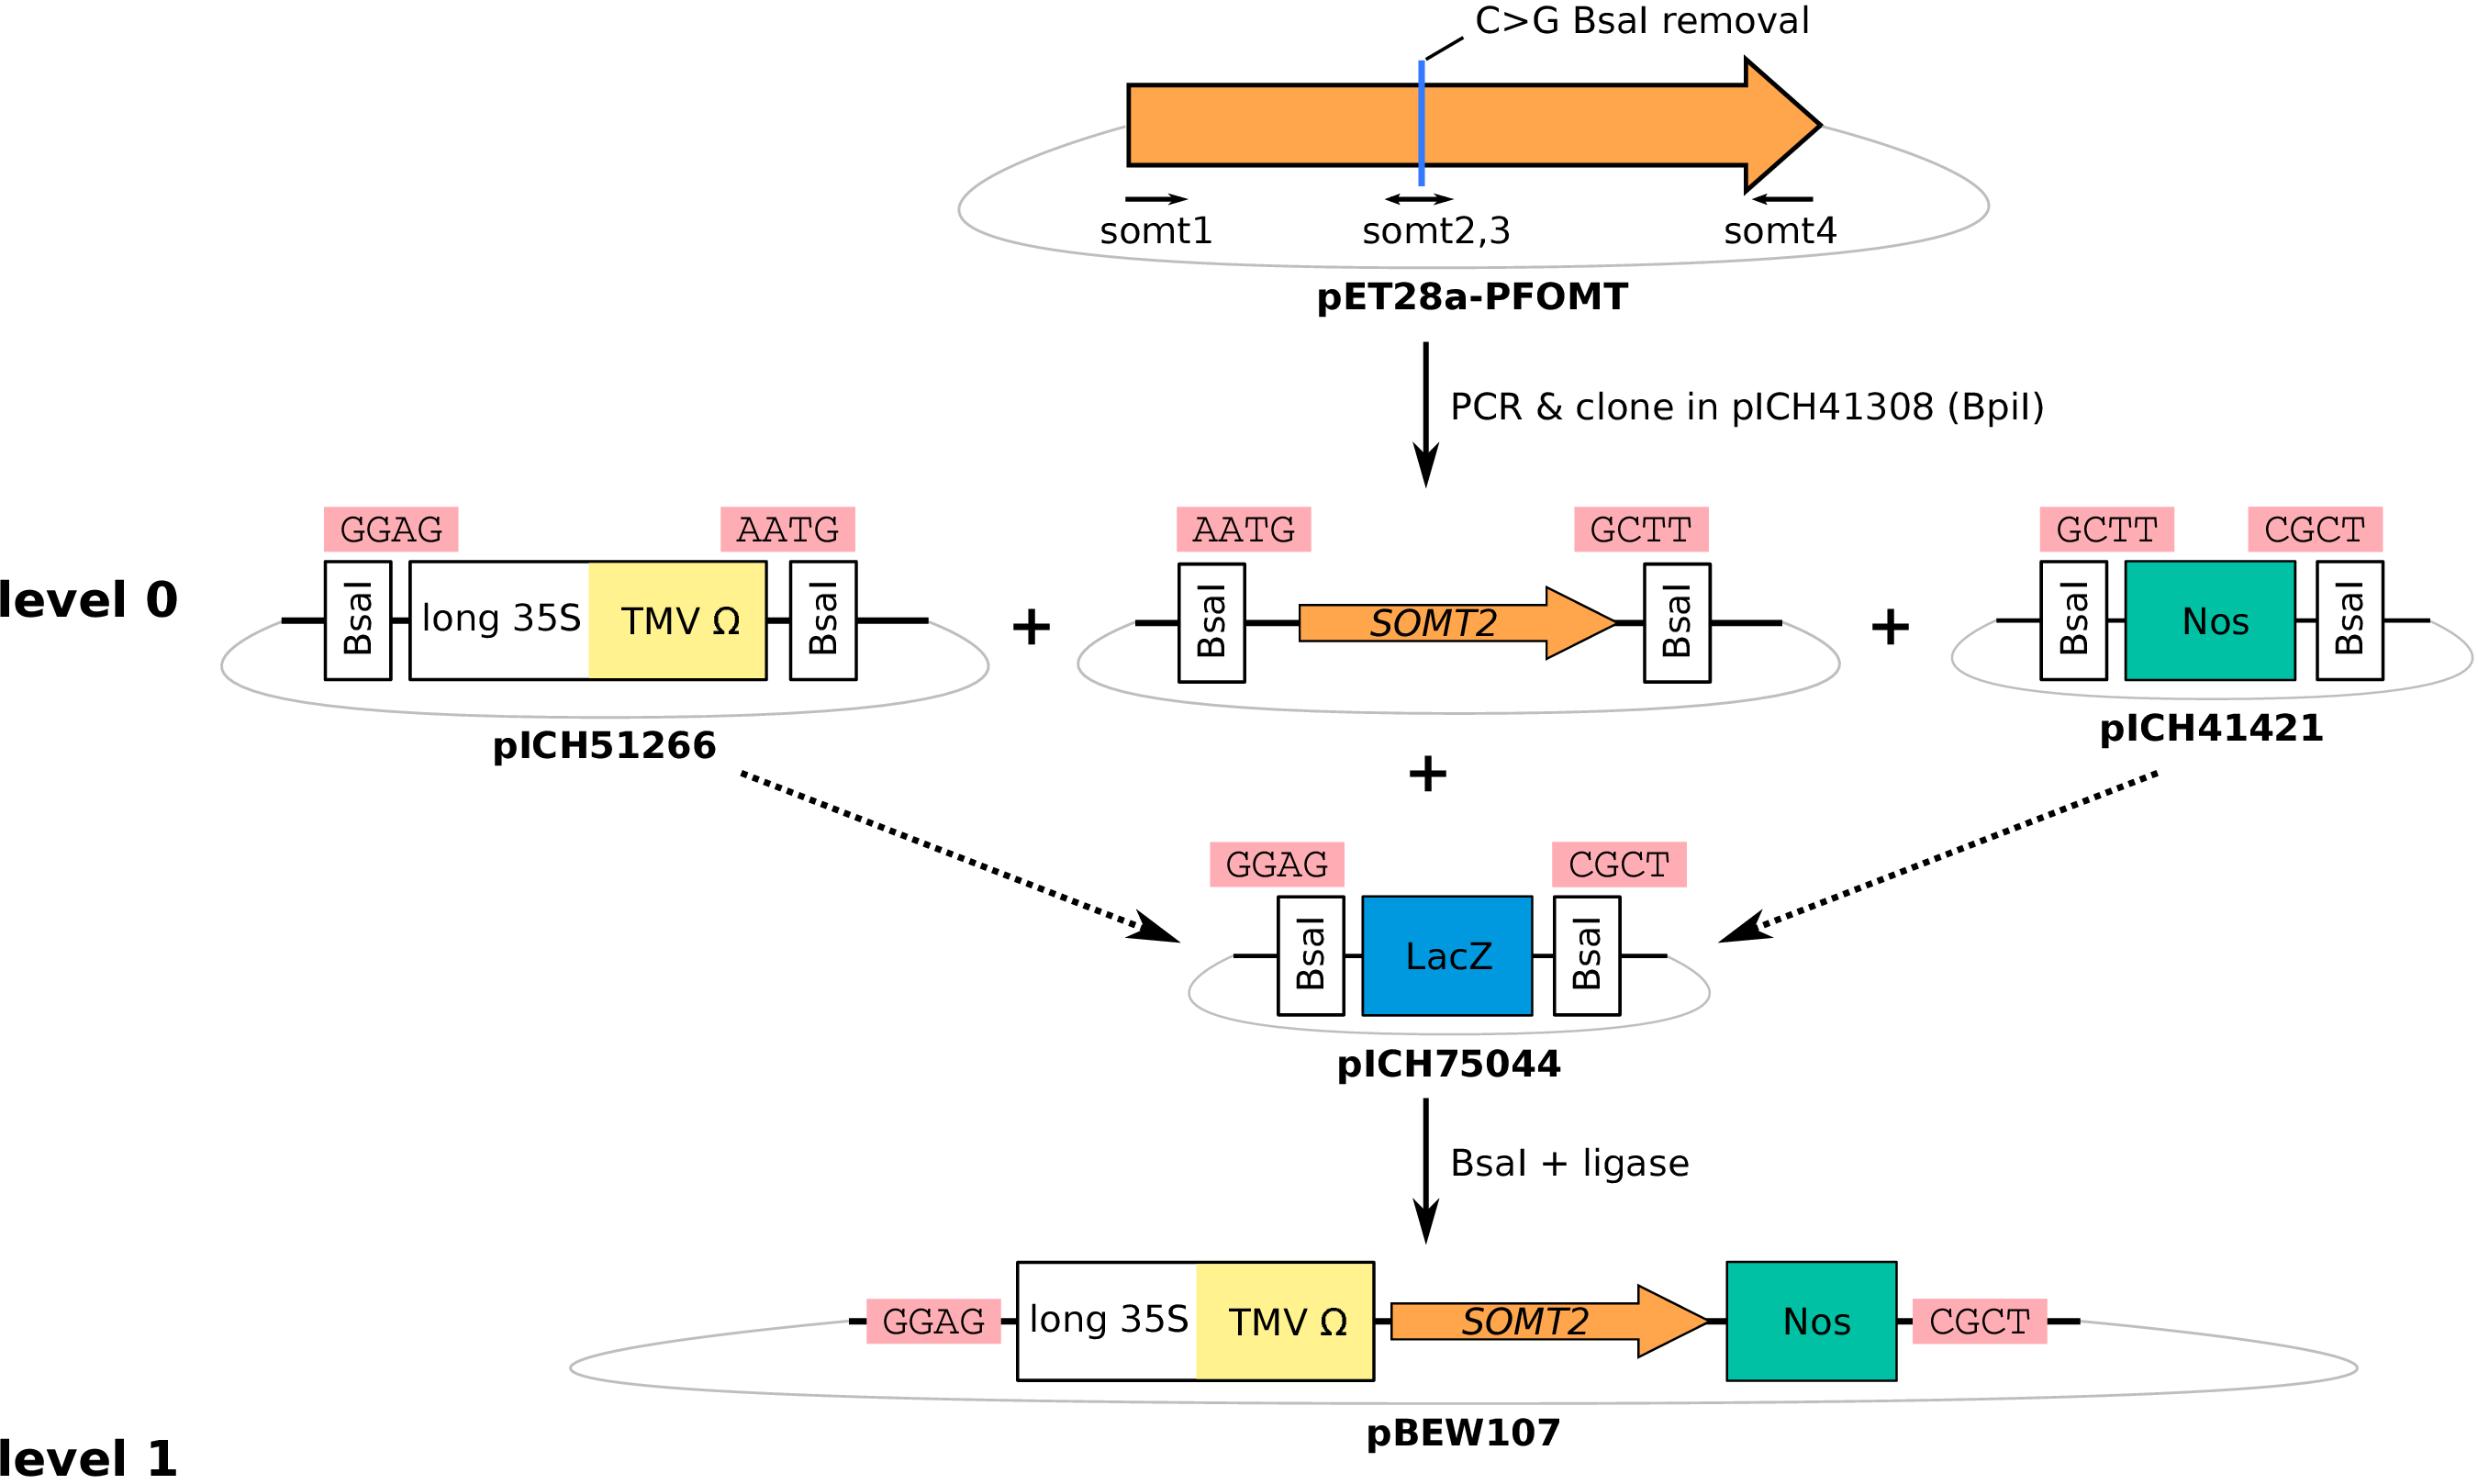 C>G BsaI removal
somt1
somt2,3
somt4
pET28a-PFOMT
PCR & clone in pICH41308 (BpiI)
GGAG
AATG
AATG
GCTT
GCTT
CGCT
level 0
BsaI
long 35S
TMV Ω
BsaI
+
BsaI
SOMT2
BsaI
+
BsaI
Nos
BsaI
pICH51266
pICH41421
+
GGAG
CGCT
BsaI
LacZ
BsaI
pICH75044
BsaI + ligase
GGAG
long 35S
TMV Ω
SOMT2
Nos
CGCT
pBEW107
level 1